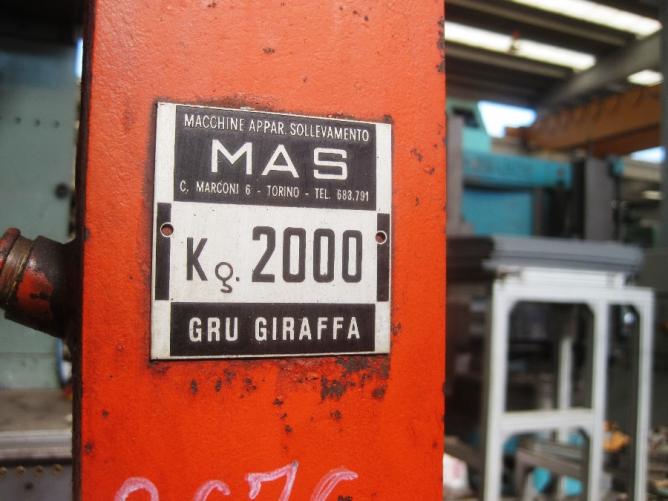 MACCHINE APPAR. SOLLEVAMENTO
MAS
C. MARCONI 6 - TORINO - TEL. 683.791
Kg. 2000
GRU GIRAFFA